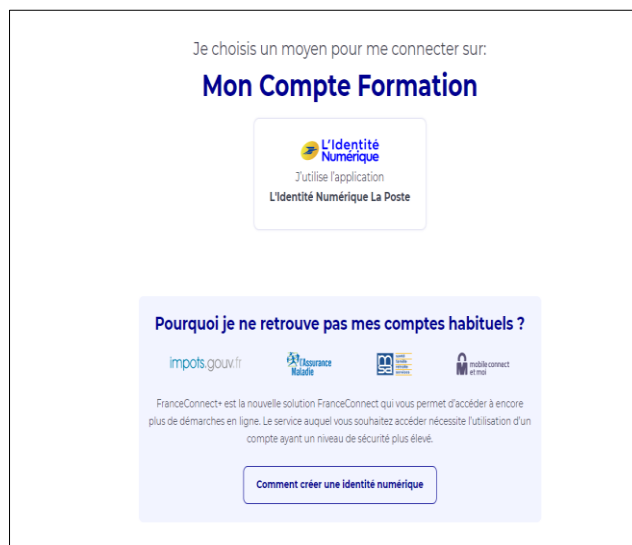 Je choisis un moyen pour me connecter sur:
Mon Compte Formation
L'Identité
Numérique
J'utilise l'application
L'Identité Numérique La Poste
Pourquoi je ne retrouve pas mes comptes habituels ?
impots.gouv.fr
l'Assurance
Maladie
msa
mobile connect
et moi
FranceConnect+ est la nouvelle solution FranceConnect qui vous permet d'accéder à encore
plus de démarches en ligne. Le service auquel vous souhaitez accéder nécessite l'utilisation d'un
compte ayant un niveau de sécurité plus élevé.
Comment créer une identité numérique